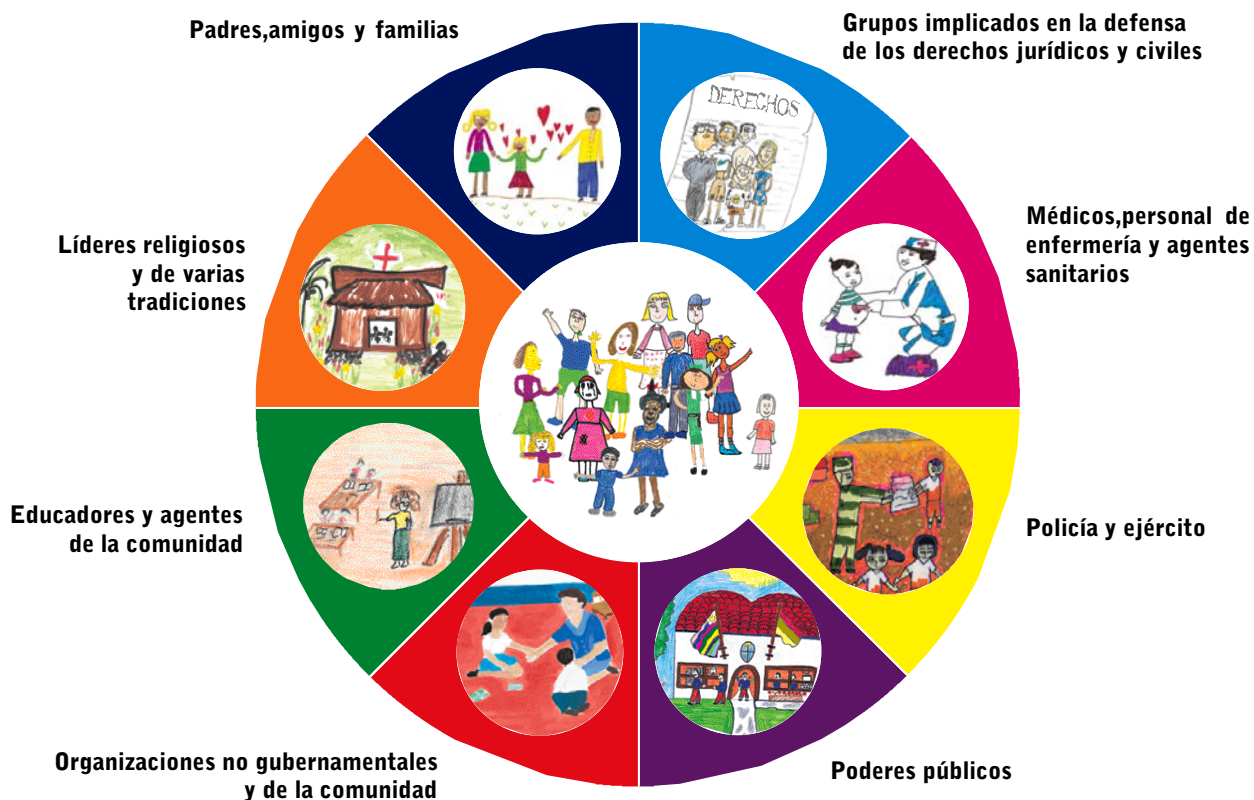 Padres,amigos y familias
Grupos implicados en la defensa
de los derechos jurídicos y civiles
DERECHOS
Médicos,personal de
enfermería y agentes
sanitarios
Líderes religiosos
y de varias
tradiciones
Educadores y agentes
de la comunidad
Policía y ejército
Organizaciones no gubernamentales
y de la comunidad
Poderes públicos